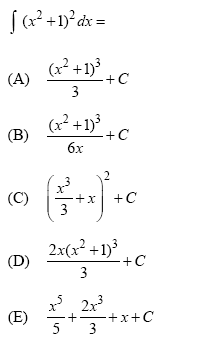 ∫ (x² + 1)² dx =
(A) (x² + 1)³ / 3 + C
(B) (x² + 1)³ / 6x + C
(C) (x³ / 3 + x)² + C
(D) 2x(x² + 1)³ / 3 + C
(E) x⁵ / 5 + 2x³ / 3 + x + C